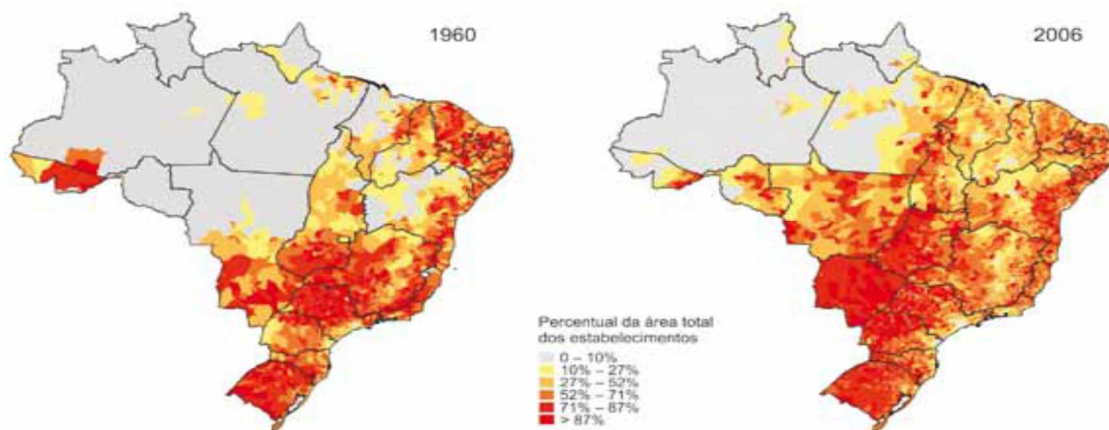 1960
2006
Percentual da área total
dos estabelecimentos
0 – 10%
10% – 27%
27% – 52%
52% – 71%
71% – 87%
> 87%